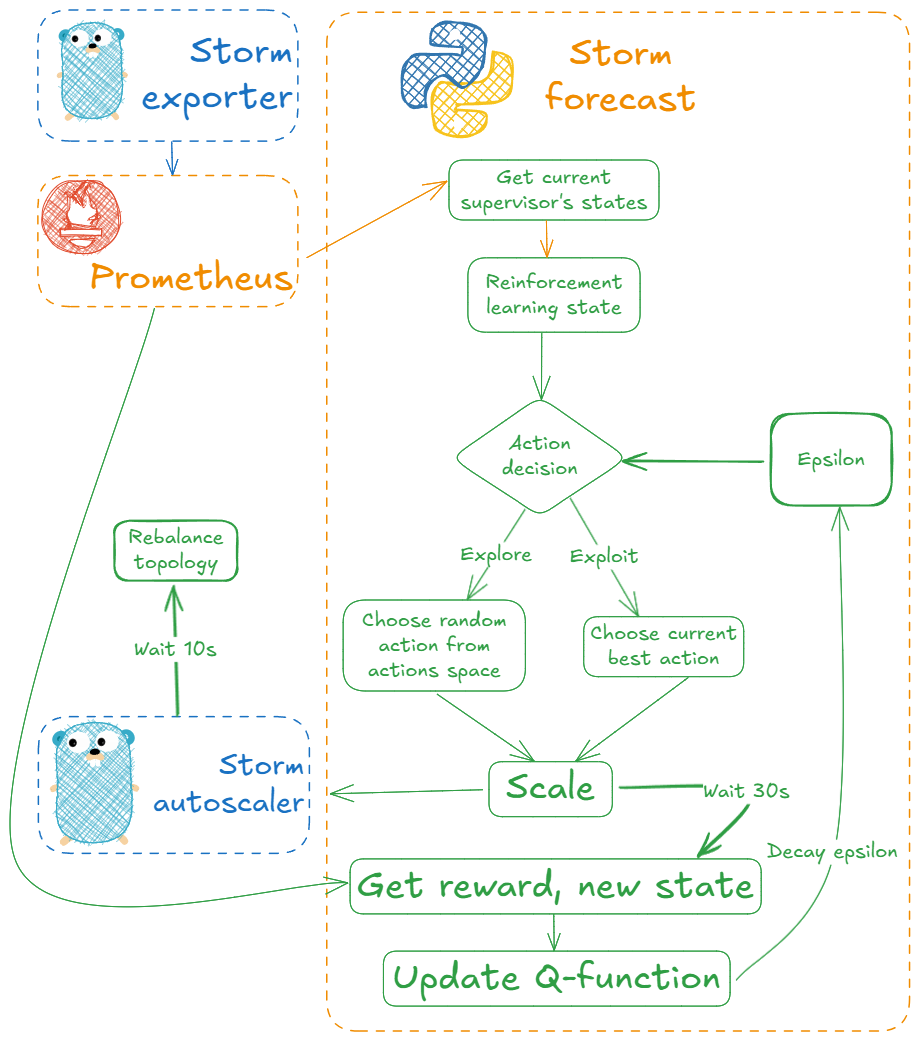 Storm
exporter
Storm
forecast
Prometheus
Get current
supervisor's states
Reinforcement
learning state
Action
decision
Epsilon
Explore
Exploit
Rebalance
topology
Wait 10s
Choose random
action from
actions space
Choose current
best action
Storm
autoscaler
Scale
Wait 30s
Decay epsilon
Get reward, new state
Update Q-function